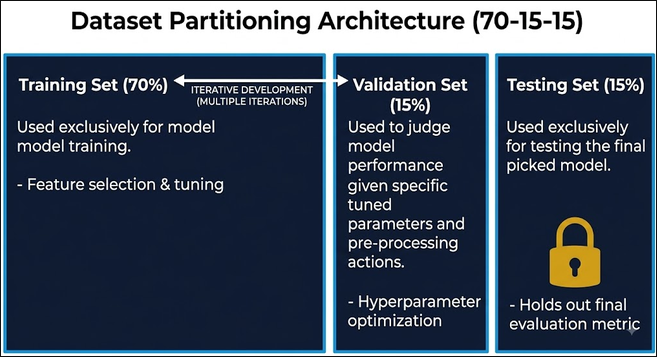 Dataset Partitioning Architecture (70-15-15)
Training Set (70%)
ITERATIVE DEVELOPMENT
(MULTIPLE ITERATIONS)
Used exclusively for model
model training.
- Feature selection & tuning
Validation Set
(15%)
Used to judge
model
performance
given specific
tuned
parameters and
pre-processing
actions.
- Hyperparameter
optimization
Testing Set (15%)
Used exclusively
for testing the final
picked model.
- Holds out final
evaluation metric